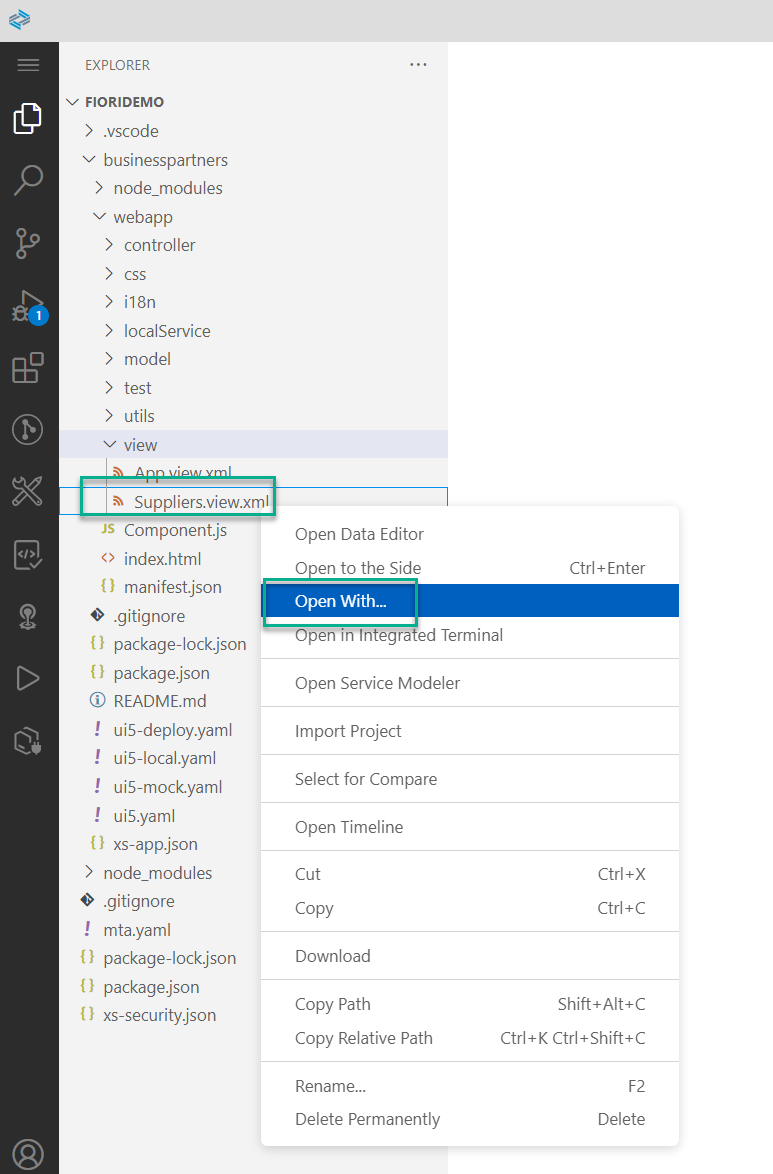 EXPLORER
FIORIDEMO
.vscode
businesspartners
node_modules
webapp
controller
css
i18n
localService
model
test
utils
view
App.view.xml
Suppliers.view.xml
Component.js
index.html
manifest.json
.gitignore
package-lock.json
package.json
README.md
ui5-deploy.yaml
ui5-local.yaml
ui5-mock.yaml
ui5.yaml
xs-app.json
node_modules
.gitignore
mta.yaml
package-lock.json
package.json
xs-security.json
1
Open Data Editor
Open to the Side Ctrl+Enter
Open With...
Open in Integrated Terminal
Open Service Modeler
Import Project
Select for Compare
Open Timeline
Cut Ctrl+X
Copy Ctrl+C
Download
Copy Path Shift+Alt+C
Copy Relative Path Ctrl+K Ctrl+Shift+C
Rename... F2
Delete Permanently Delete